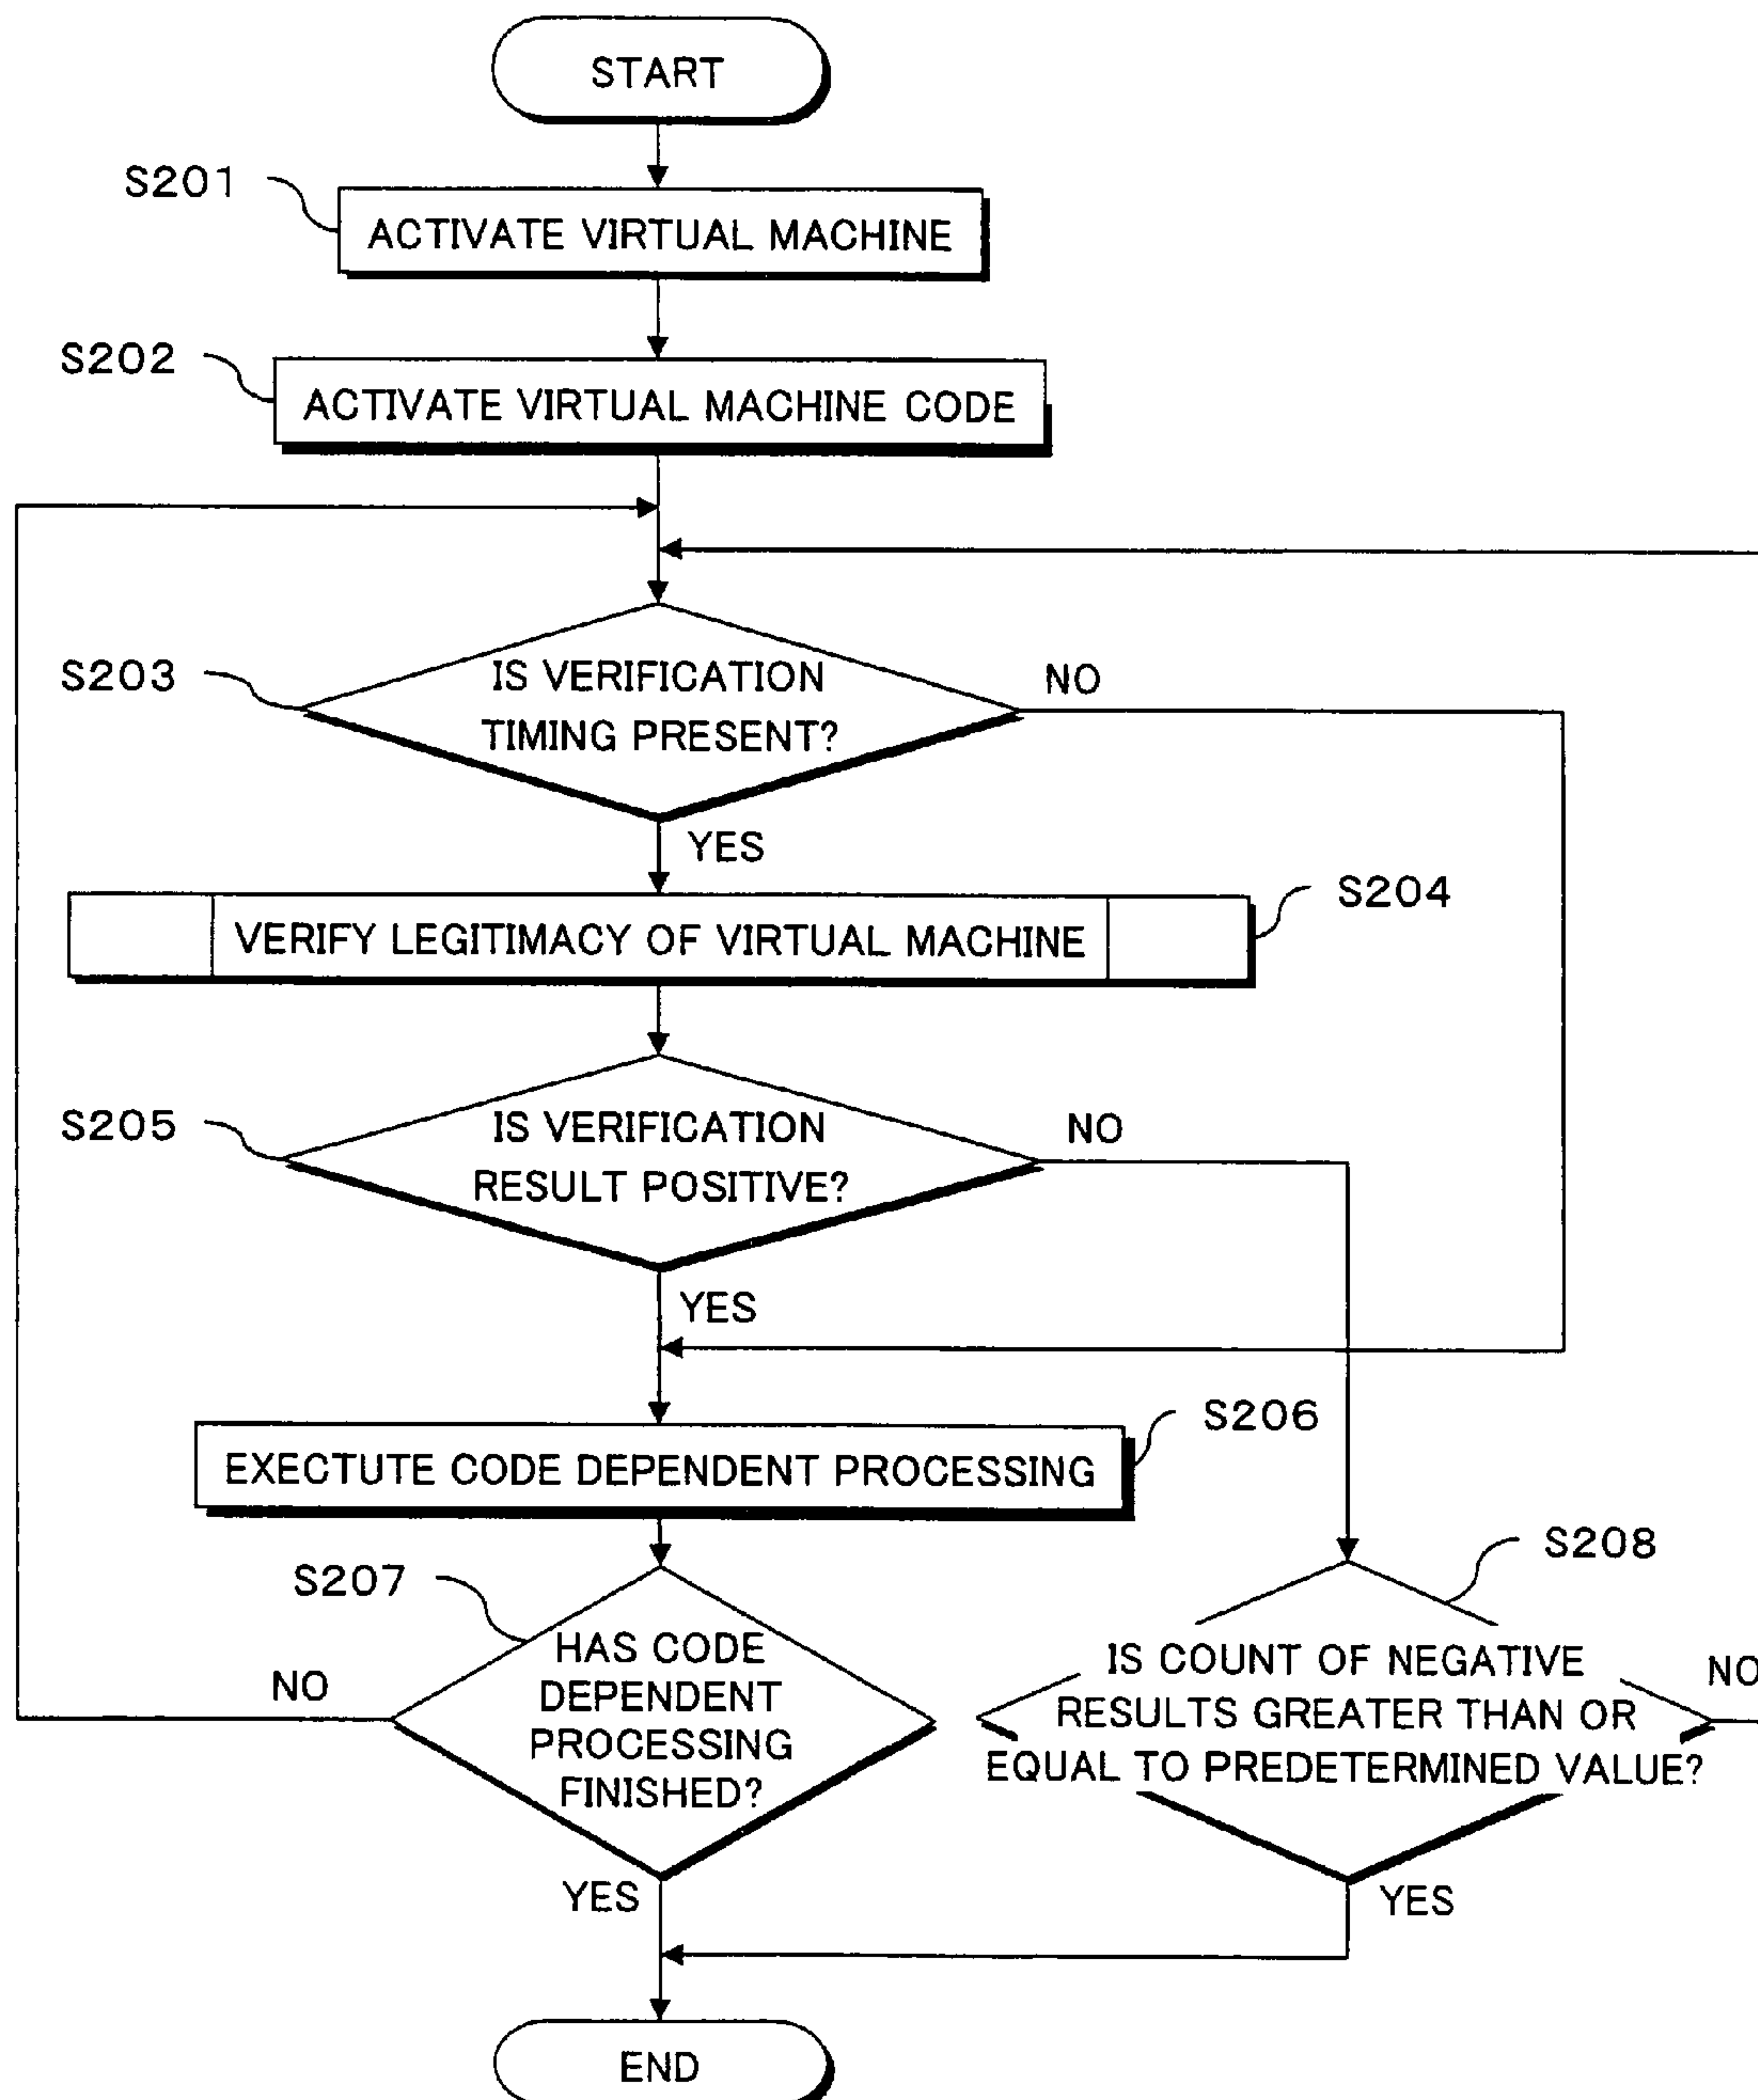 START
S201
ACTIVATE VIRTUAL MACHINE
S202
ACTIVATE VIRTUAL MACHINE CODE
S203
IS VERIFICATION
TIMING PRESENT?
NO
YES
S204
VERIFY LEGITIMACY OF VIRTUAL MACHINE
S205
IS VERIFICATION
RESULT POSITIVE?
NO
YES
S206
EXECTUTE CODE DEPENDENT PROCESSING
S207
HAS CODE
DEPENDENT
PROCESSING
FINISHED?
NO
YES
S208
IS COUNT OF NEGATIVE
RESULTS GREATER THAN OR
EQUAL TO PREDETERMINED VALUE?
NO
YES
END